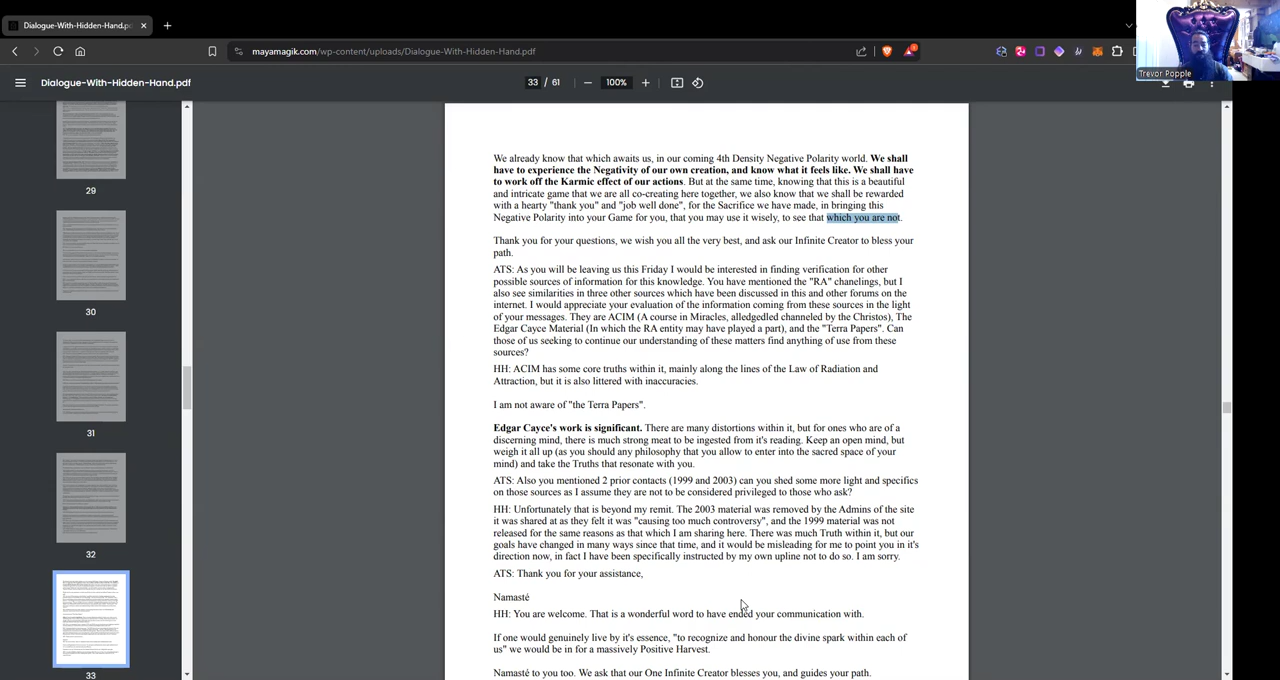 Dialogue-With-Hidden-Hand.pd
mayamagik.com/wp-content/uploads/Dialogue-With-Hidden-Hand.pdf
Trevor Popple
Dialogue-With-Hidden-Hand.pdf
33 / 61
100%
29
30
31
32
33
We already know that which awaits us, in our coming 4th Density Negative Polarity world. We shall
have to experience the Negativity of our own creation, and know what it feels like. We shall have
to work off the Karmic effect of our actions. But at the same time, knowing that this is a beautiful
and intricate game that we are all co-creating here together, we also know that we shall be rewarded
with a hearty "thank you" and "job well done", for the Sacrifice we have made, in bringing this
Negative Polarity into your Game for you, that you may use it wisely, to see that which you are not.
Thank you for your questions, we wish you all the very best, and ask our Infinite Creator to bless your
path.
ATS: As you will be leaving us this Friday I would be interested in finding verification for other
possible sources of information for this knowledge. You have mentioned the "RA" chanelings, but I
also see similarities in three other sources which have been discussed in this and other forums on the
internet. I would appreciate your evaluation of the information coming from these sources in the light
of your messages. They are ACIM (A course in Miracles, alledgedled channeled by the Christos), The
Edgar Cayce Material (In which the RA entity may have played a part), and the "Terra Papers". Can
those of us seeking to continue our understanding of these matters find anything of use from these
sources?
HH: ACIM has some core truths within it, mainly along the lines of the Law of Radiation and
Attraction, but it is also littered with inaccuracies.
I am not aware of "the Terra Papers".
Edgar Cayce's work is significant. There are many distortions within it, but for ones who are of a
discerning mind, there is much strong meat to be ingested from it's reading. Keep an open mind, but
weigh it all up (as you should any philosophy that you allow to enter into the sacred space of your
mind) and take the Truths that resonate with you.
ATS: Also you mentioned 2 prior contacts (1999 and 2003) can you shed some more light and specifics
on those sources as I assume they are not to be considered privileged to those who ask?
HH: Unfortunately that is beyond my remit. The 2003 material was removed by the Admins of the site
it was shared at as they felt it was "causing too much controversy", and the 1999 material was not
released for the same reasons as that which I am sharing here. There was much Truth within it, but our
goals have changed in many ways since that time, and it would be misleading for me to point you in it's
direction now, in fact I have been specifically instructed by my own upline not to do so. I am sorry.
ATS: Thank you for your assistance,
Namasté
HH: You are welcome. That is a wonderful word to have ended your communication with.
genuinely live by it's essence, "to recognize and honor the divine spark within each of
us" would be in for a massively Positive Harvest.
Namasté to you too. We ask that our One Infinite Creator blesses you, and guides your path.